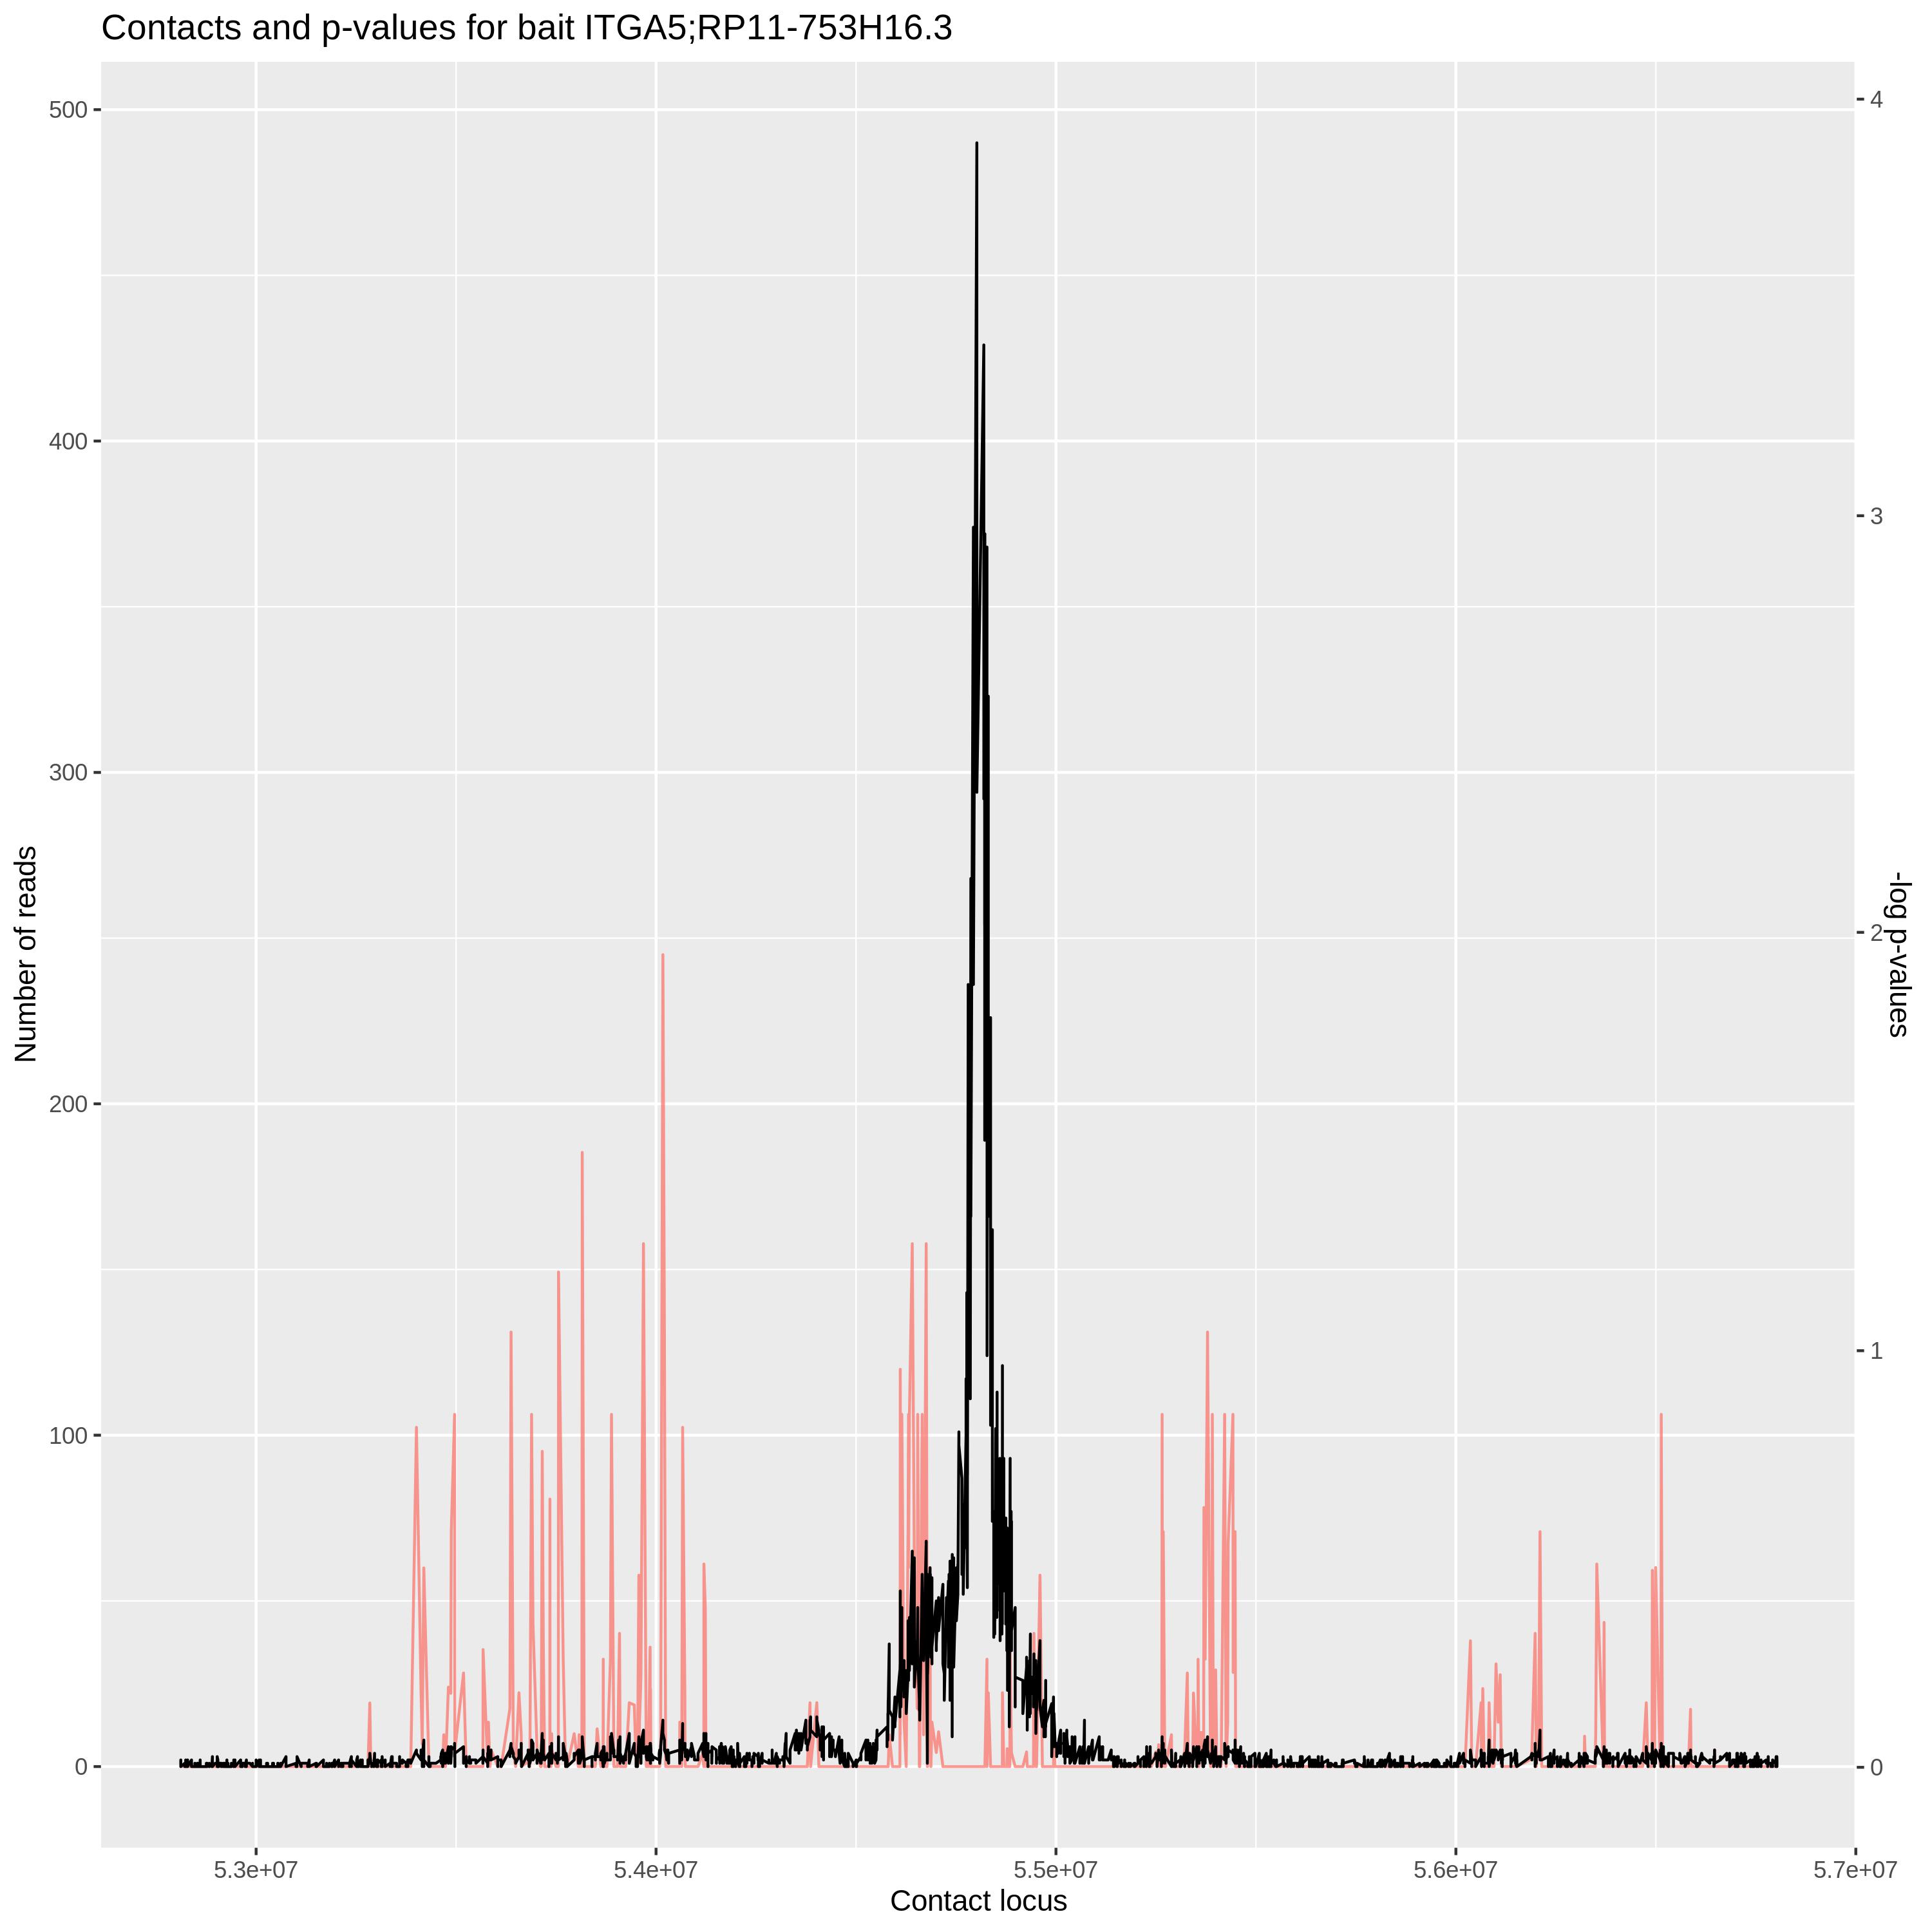 Contacts and p-values for bait ITGA5;RP11-753H16.3
500
400
300
200
100
0
Number of reads
4
3
2
1
0
-log p-values
5.3e+07
5.4e+07
5.5e+07
5.6e+07
5.7e+07
Contact locus